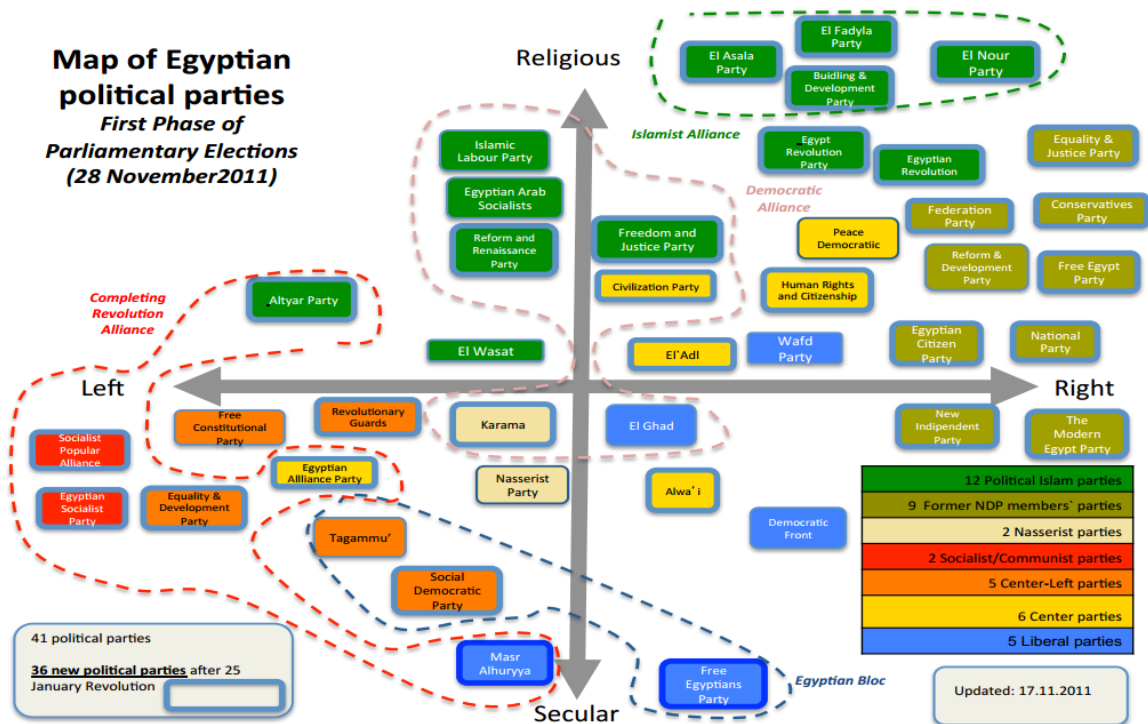 Map of Egyptian
political parties
First Phase of
Parliamentary Elections
(28 November2011)
Religious
El Asala
Party
El Fadyla
Party
Buidling &
Development
Party
El Nour
Party
Islamist Alliance
Islamic
Labour Party
Egyptian Arab
Socialists
Reform and
Renaissance
Party
Egypt
Revolution
Party
Egyptian
Revolution
Equality &
Justice Party
Democratic
Alliance
Freedom and
Justice Party
Civilization Party
Peace
Democratiic
Human Rights
and Citizenship
Federation
Party
Conservatives
Party
Reform &
Development
Party
Free Egypt
Party
Completing
Revolution
Alliance
Altyar Party
El Wasat
El`Adl
Wafd
Party
Egyptian
Citizen
Party
National
Party
Left
Right
Free
Constitutional
Party
Revolutionary
Guards
Karama
El Ghad
New
Indipendent
Party
The
Modern
Egypt Party
Socialist
Popular
Alliance
Egyptian
Allliance Party
Egyptian
Socialist
Party
Equality &
Development
Party
Nasserist
Party
Alwa' i
Tagammu'
Democratic
Front
Social
Democratic
Party
Masr
Alhuryya
Free
Egyptians
Party
Egyptian Bloc
Secular
12 Political Islam parties
9 Former NDP members` parties
2 Nasserist parties
2 Socialist/Communist parties
5 Center-Left parties
6 Center parties
5 Liberal parties
41 political parties
36 new political parties after 25
January Revolution
Updated: 17.11.2011